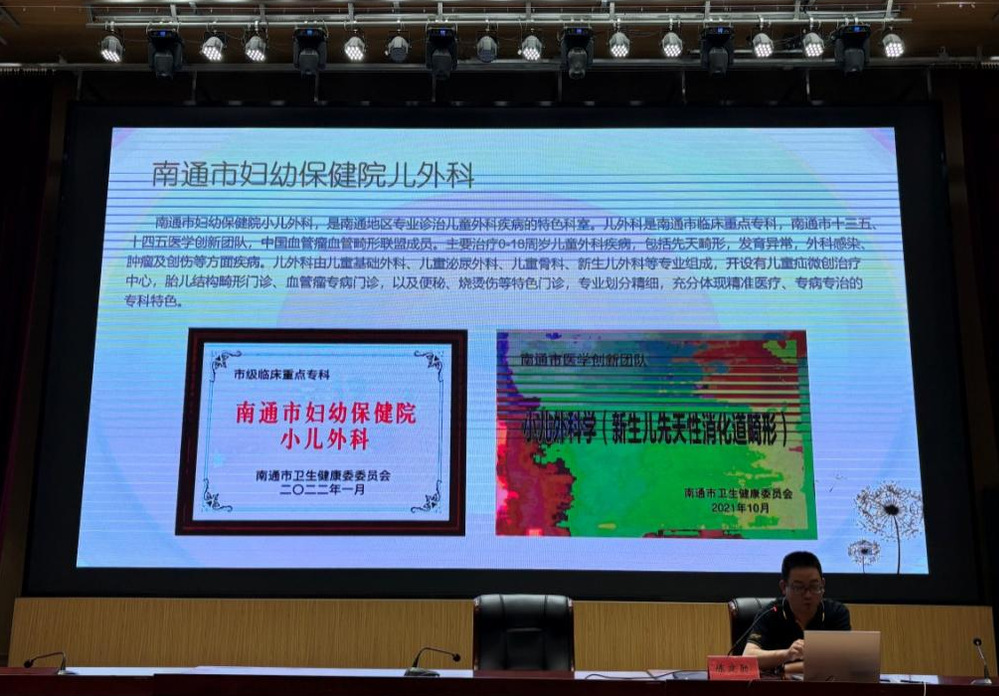 南通市妇幼保健院儿外科
南通市妇幼保健院小儿外科，是南通地区专业诊治儿童外科疾病的特色科室。儿外科是南通市临床重点专科，南通市十三五、
十四五医学创新团队，中国血管瘤血管畸形联盟成员。主要治疗0-18周岁儿童外科疾病，包括先天畸形，发育异常，外科感染、
肿瘤及创伤等方面疾病。儿外科由儿童基础外科、儿童泌尿外科、儿童骨科、新生儿外科等专业组成，开设有儿童疝微创治疗
中心，胎儿结构畸形门诊、血管瘤专病门诊，以及便秘、烧烫伤等特色门诊，专业划分精细，充分体现精准医疗、专病专治的
专科特色。
市级临床重点专科
南通市妇幼保健院
小儿外科
南通市卫生健康委委员会
二〇二二年一月
南通市医学创新团队
小儿外科学（新生儿先天性消化道畸形）
南通市卫生健康委员会
2021年10月